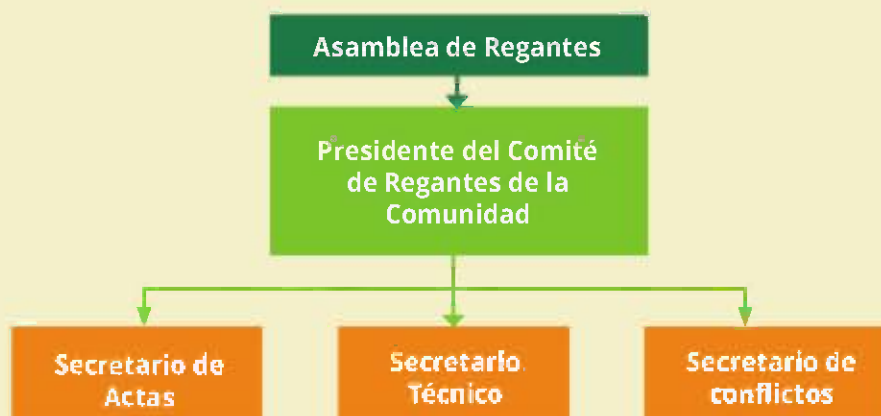 Asamblea de Regantes
Presidente del Comité
de Regantes de la
Comunidad
Secretario de
Actas
Secretario
Técnico
Secretario de
conflictos